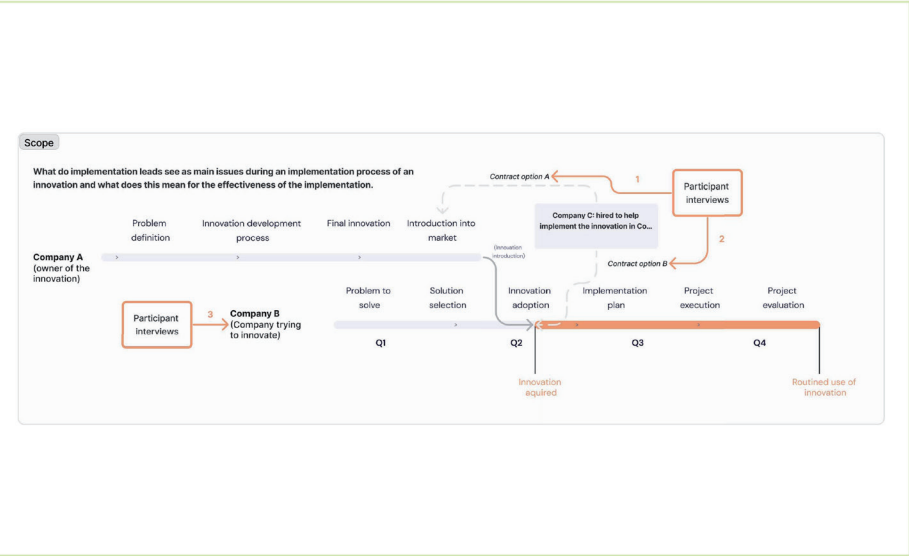 Scope
What do implementation leads see as main issues during an implementation process of an
innovation and what does this mean for the effectiveness of the implementation.
Contract option A
1
Participant
interviews
Company C: hired to help
implement the innovation in Co...
2
Contract option B
Problem
definition
Innovation development
process
Final innovation
Introduction into
market
(Innovation
introduction)
Company A
(owner of the
innovation)
Participant
interviews
3
Company B
(Company trying
to innovate)
Problem to
solve
Solution
selection
Innovation
adoption
Implementation
plan
Project
execution
Project
evaluation
Q1
Q2
Q3
Q4
Innovation
aquired
Routined use of
innovation